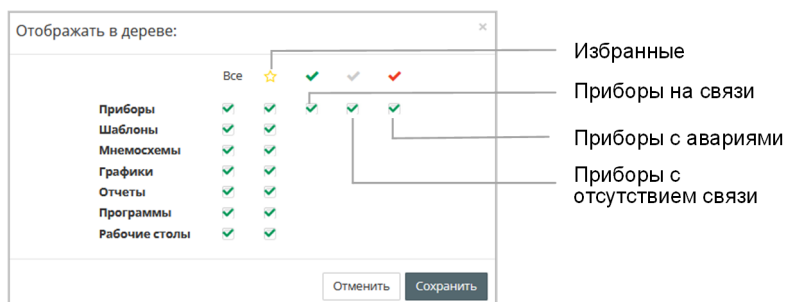 Отображать в дереве:
×
Все
Приборы
Шаблоны
Мнемосхемы
Графики
Отчеты
Программы
Рабочие столы
Отменить
Сохранить
Избранные
Приборы на связи
Приборы с авариями
Приборы с
отсутствием связи